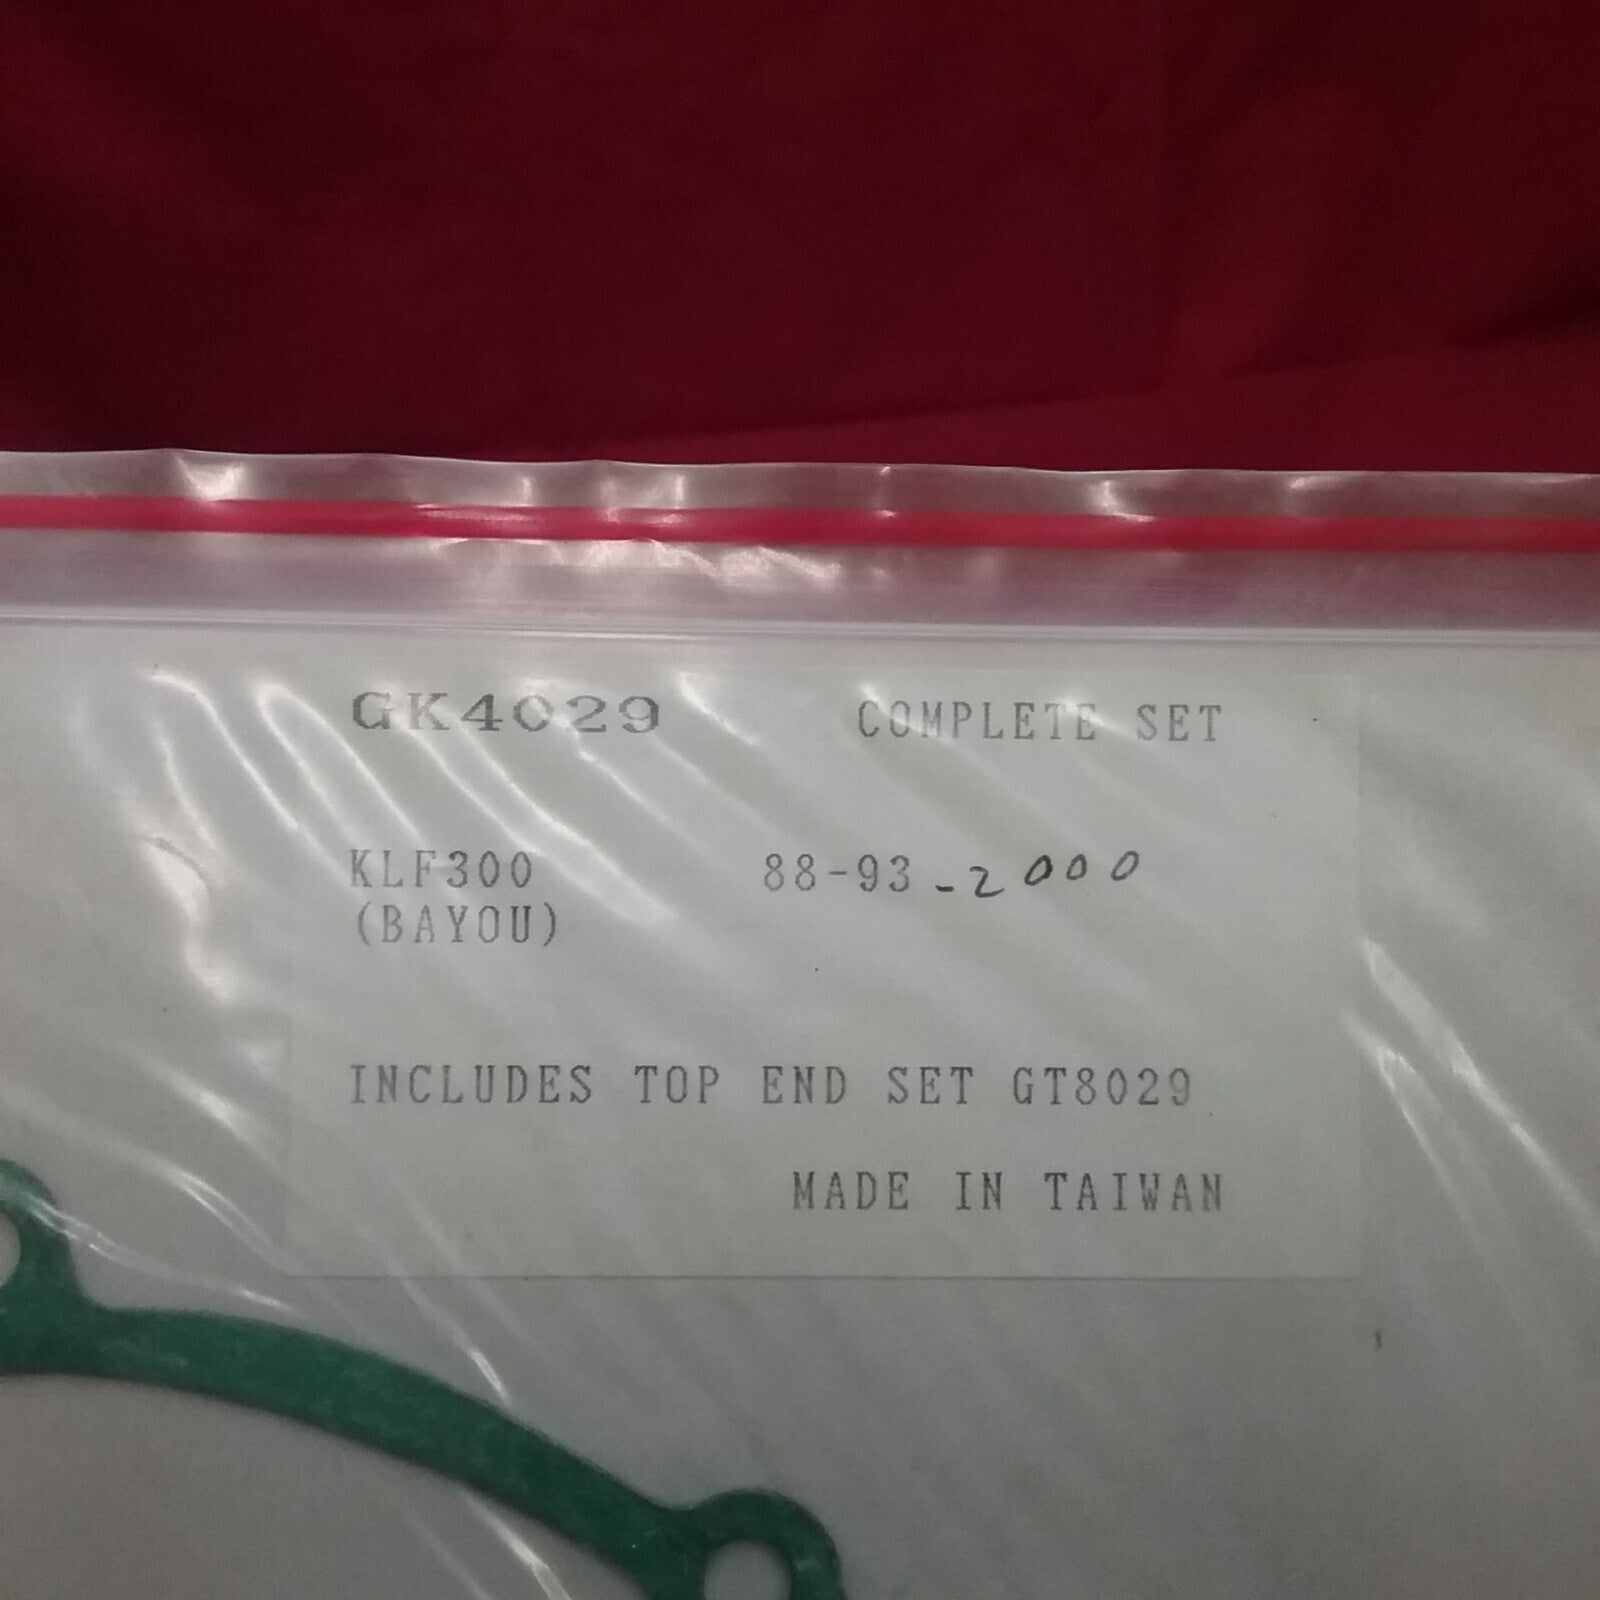 GK4029 COMPLETE SET
KLF300 88-93-2000
(BAYOU)
INCLUDES TOP END SET GT8029
MADE IN TAIWAN